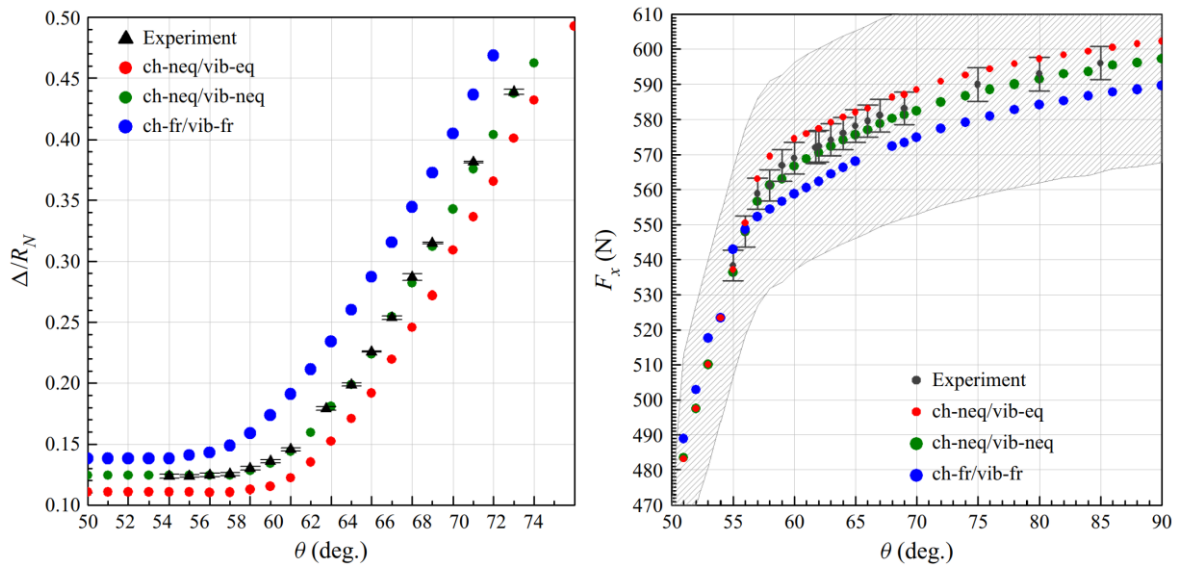 0.50
0.45
0.40
0.35
0.30
0.25
0.20
0.15
0.10
Δ/R_N
Experiment
ch-neq/vib-eq
ch-neq/vib-neq
ch-fr/vib-fr
50 52 54 56 58 60 62 64 66 68 70 72 74
θ (deg.)
610
600
590
580
570
560
550
540
530
520
510
500
490
480
470
F_x (N)
Experiment
ch-neq/vib-eq
ch-neq/vib-neq
ch-fr/vib-fr
50 55 60 65 70 75 80 85 90
θ (deg.)